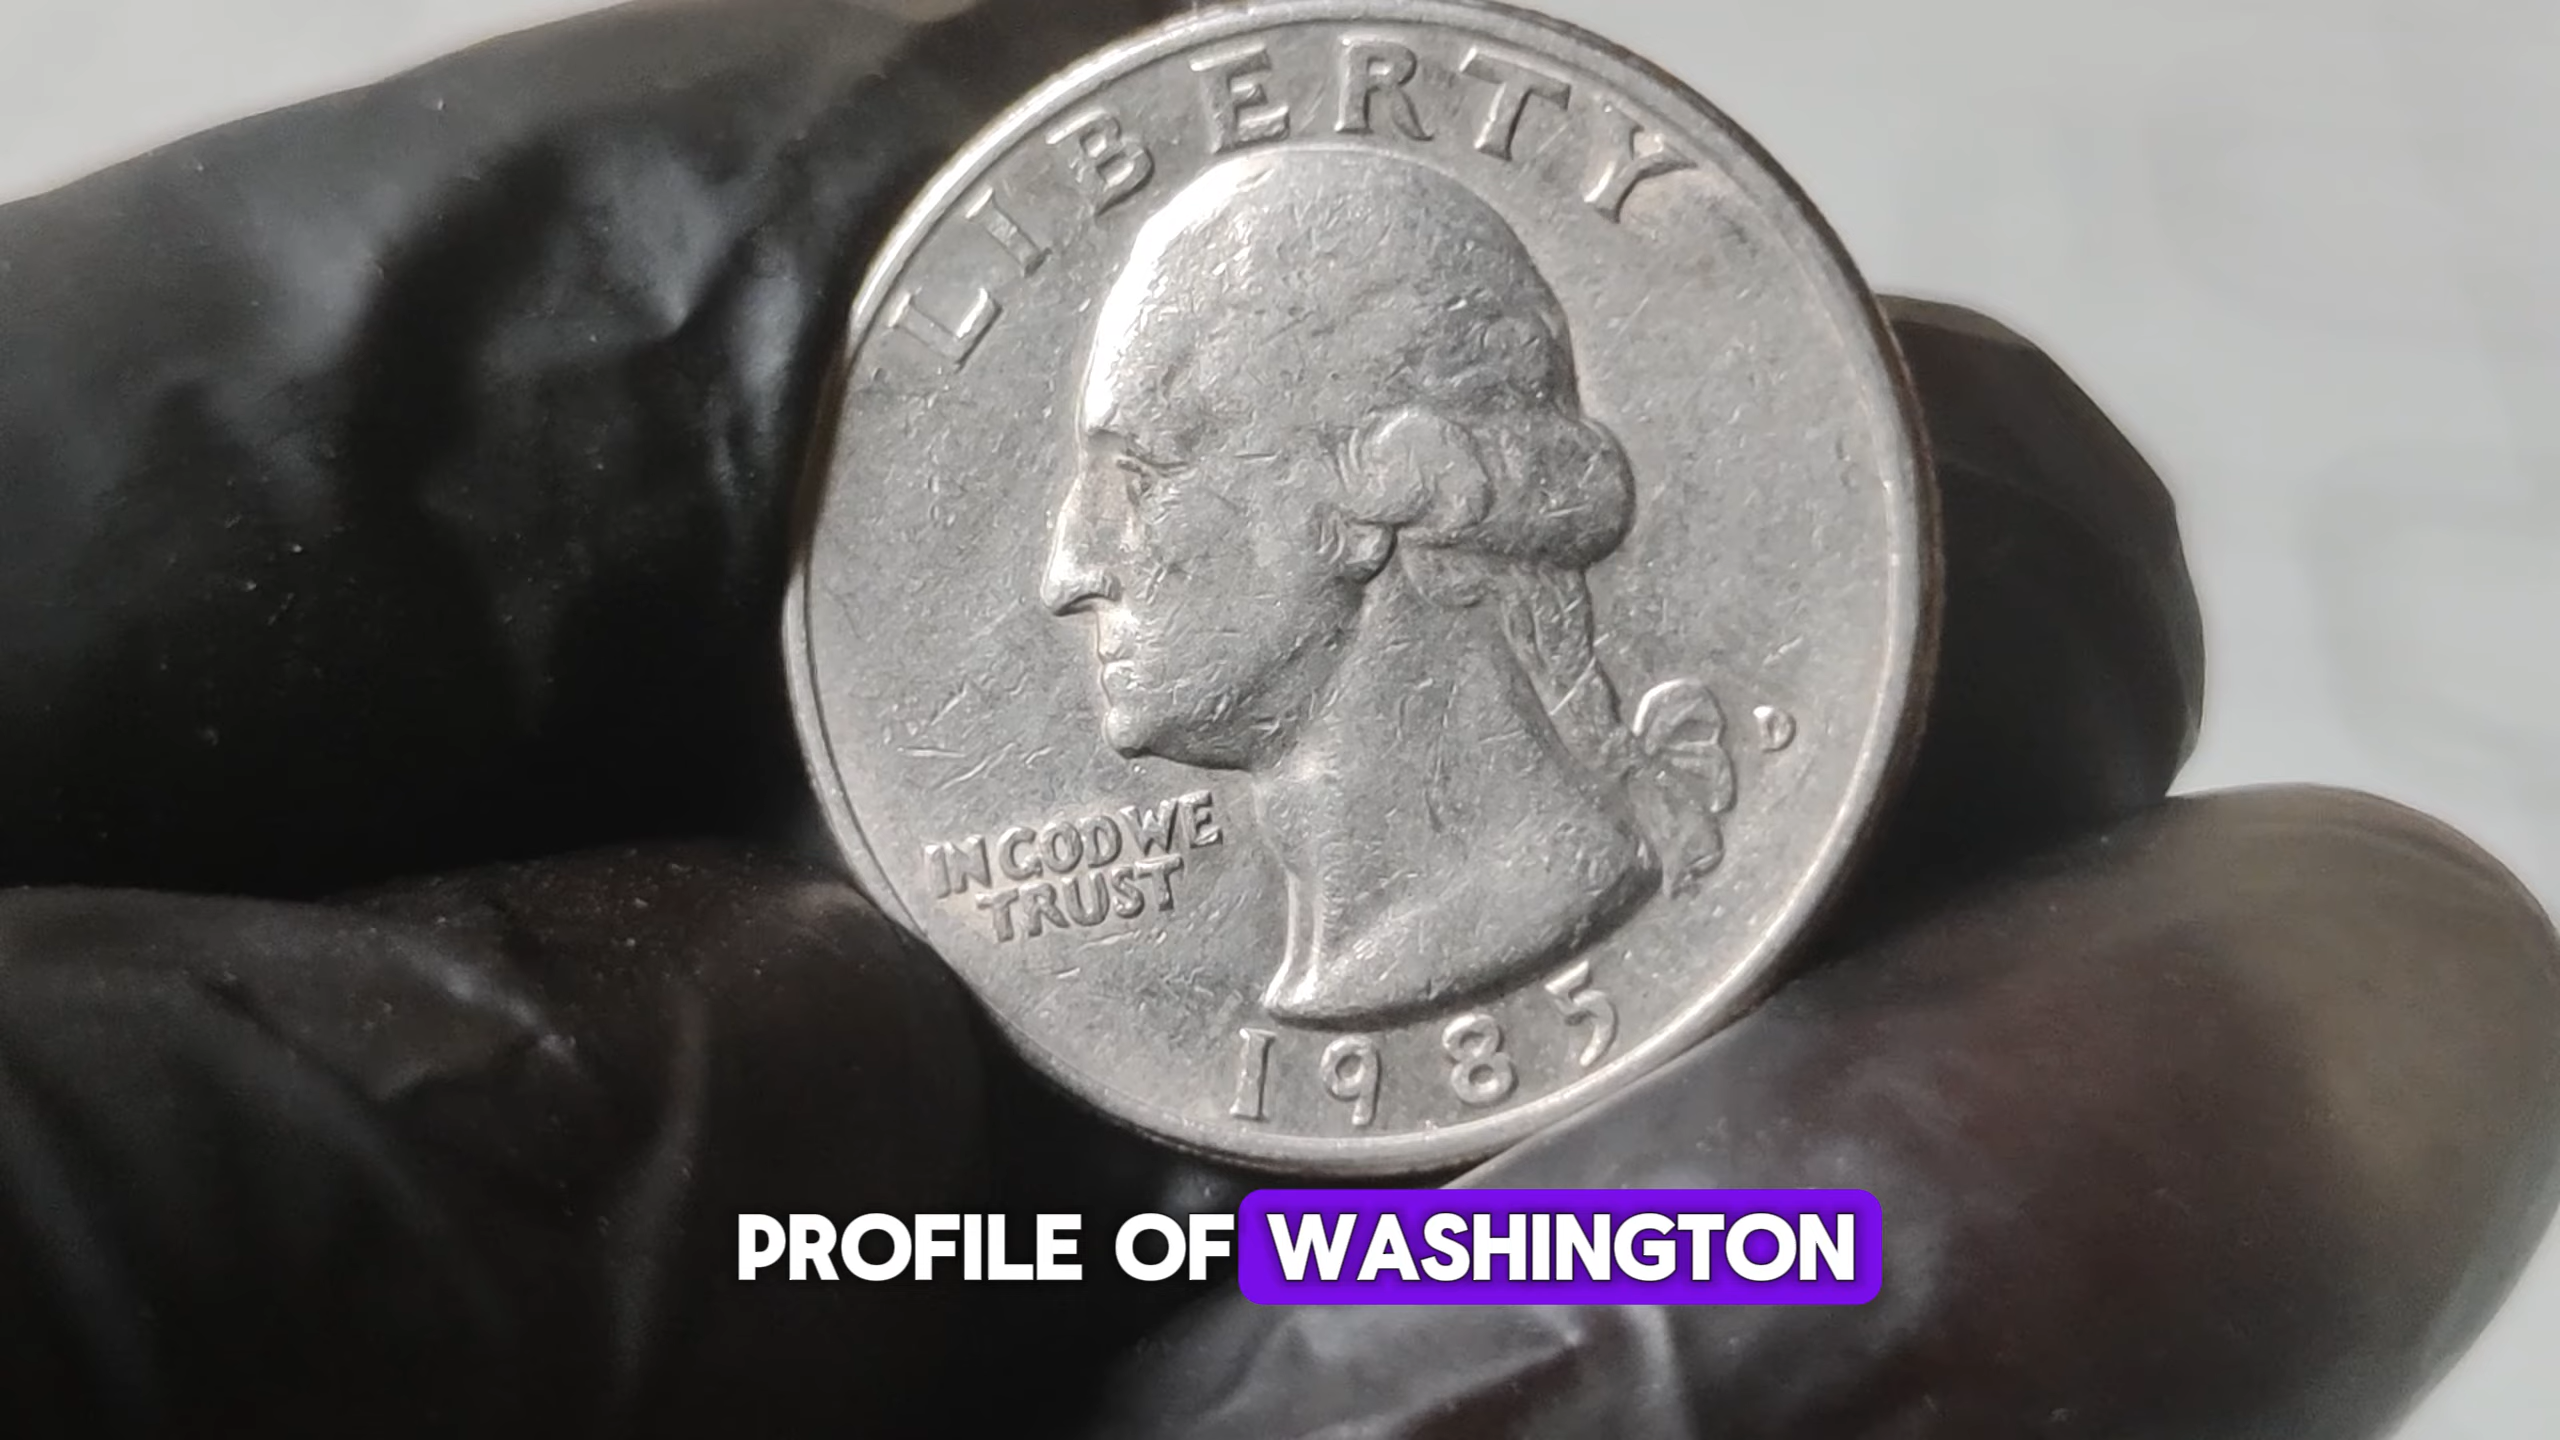 LIBERTY
IN GOD WE
TRUST
D
1985
PROFILE OF WASHINGTON